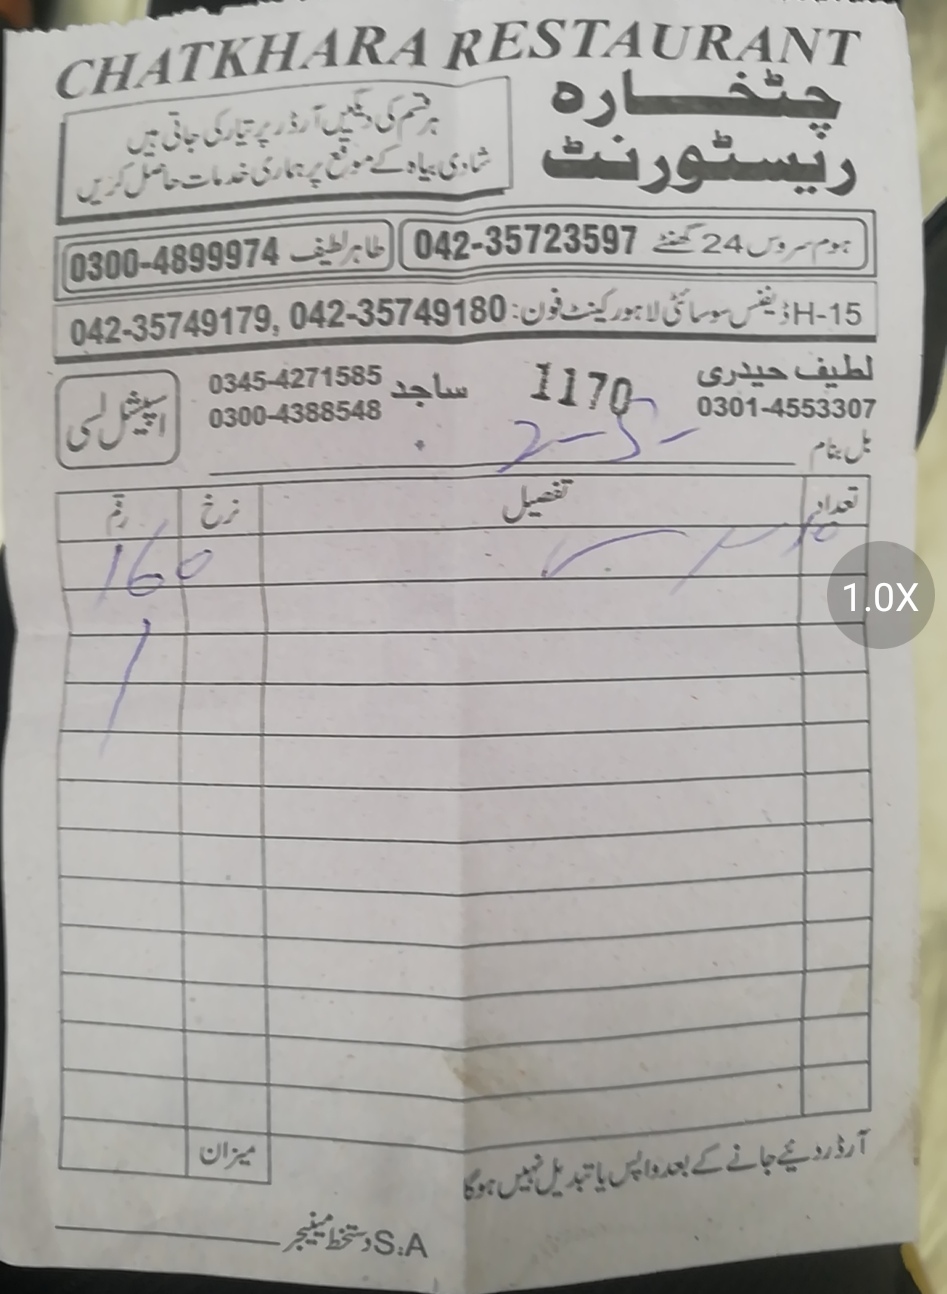 CHATKHARA RESTAURANT
چٹخارہ
ریسٹورنٹ
ہر قسم کی دیگیں آرڈر پر تیار کی جاتی ہیں
شادی بیاہ کے موقع پر ہماری خدمات حاصل کریں
ہوم سروس 24 گھنٹے 042-35723597
طاہر لطیف 0300-4899974
15-H ڈیفنس سوسائٹی لاہور کینٹ فون: 042-35749180, 042-35749179
لطیف حیدری
0301-4553307
1170
ساجد 0345-4271585
0300-4388548
اسپیشل لسی
بل بنام
تعداد تفصیل نرخ رقم
160
میزان
آرڈر دیئے جانے کے بعد واپس یا تبدیل نہیں ہوگا
S.A دستخط مینیجر
1.0X